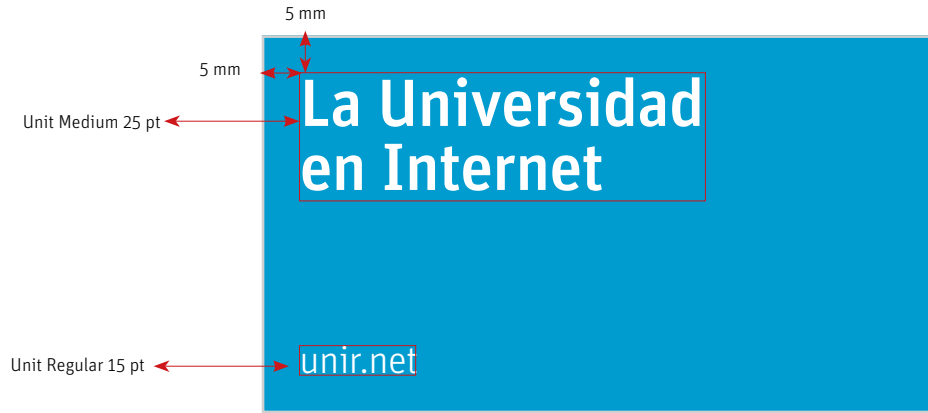 5 mm
5 mm
La Universidad
Unit Medium 25 pt
en Internet
Unit Regular 15 pt
unir.net